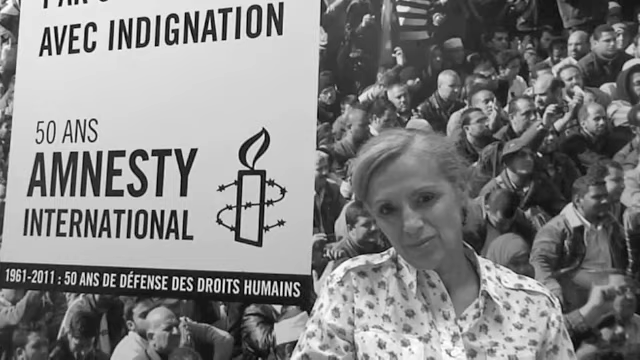 AVEC INDIGNATION
50 ANS
AMNESTY
INTERNATIONAL
1961-2011 : 50 ANS DE DÉFENSE DES DROITS HUMAINS